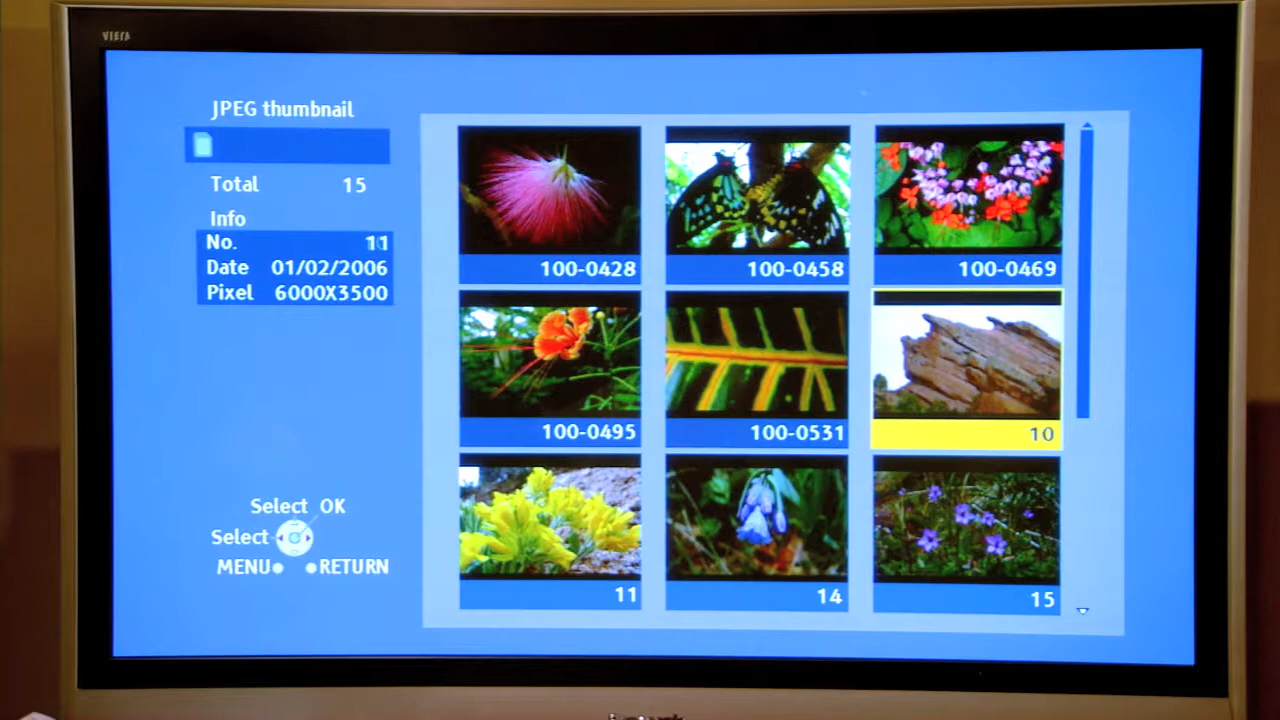 VIERA
JPEG thumbnail
Total 15
Info
No. 11
Date 01/02/2006
Pixel 6000X3500
Select OK
Select
MENU RETURN
100-0428 100-0458 100-0469
100-0495 100-0531 10
11 14 15